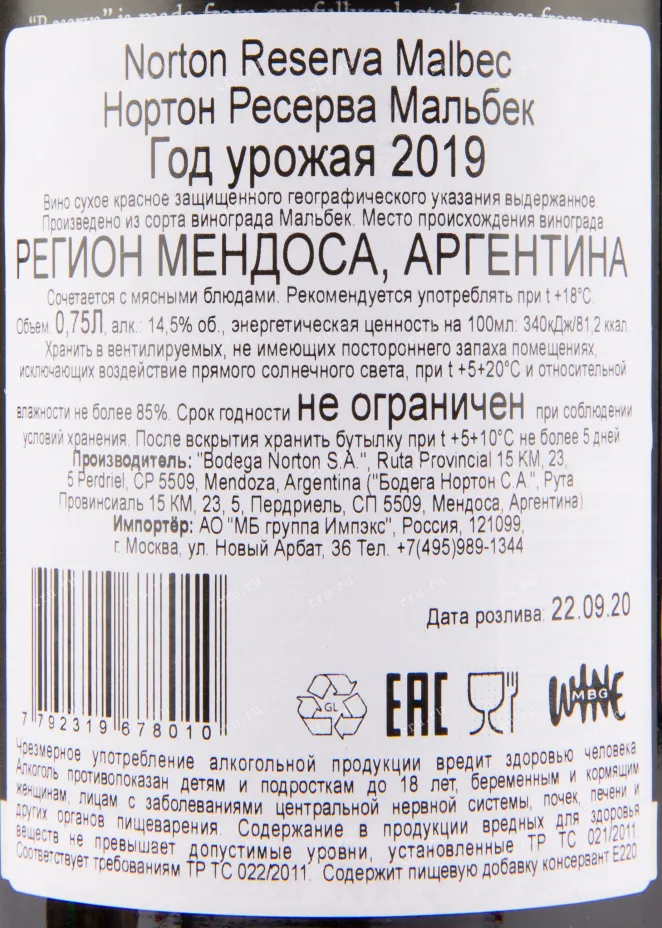 "Reserva" is made from carefully selected grapes from our
Norton Reserva Malbec
Нортон Ресерва Мальбек
Год урожая 2019
Вино сухое красное защищенного географического указания выдержанное.
Произведено из сорта винограда Мальбек. Место происхождения винограда
РЕГИОН МЕНДОСА, АРГЕНТИНА
Сочетается с мясными блюдами. Рекомендуется употреблять при t +18°С.
Объем 0,75Л, алк.: 14,5% об., энергетическая ценность на 100мл: 340кДж/81,2 ккал.
Хранить в вентилируемых, не имеющих постороннего запаха помещениях,
исключающих воздействие прямого солнечного света, при t +5+20°С и относительной
влажности не более 85%. Срок годности не ограничен при соблюдении
условий хранения. После вскрытия хранить бутылку при t +5+10°С не более 5 дней
Производитель: "Bodega Norton S.A.", Ruta Provincial 15 KM, 23,
5 Perdriel, CP 5509, Mendoza, Argentina ("Бодега Нортон С.А.", Рута
Провинсиаль 15 КМ, 23, 5, Пердриель, СП 5509, Мендоса, Аргентина)
Импортёр: АО "МБ группа Импэкс", Россия, 121099,
г. Москва, ул. Новый Арбат, 36 Тел. +7(495)989-1344
Дата розлива: 22.09.20
7 792319 678010
GL
EAC
WINE
MBG
Чрезмерное употребление алкогольной продукции вредит здоровью человека
Алкоголь противопоказан детям и подросткам до 18 лет, беременным и кормящим
женщинам, лицам с заболеваниями центральной нервной системы, почек, печени и
других органов пищеварения. Содержание в продукции вредных для здоровья
веществ не превышает допустимые уровни, установленные ТР ТС 021/2011.
Соответствует требованиям ТР ТС 022/2011. Содержит пищевую добавку консервант Е220